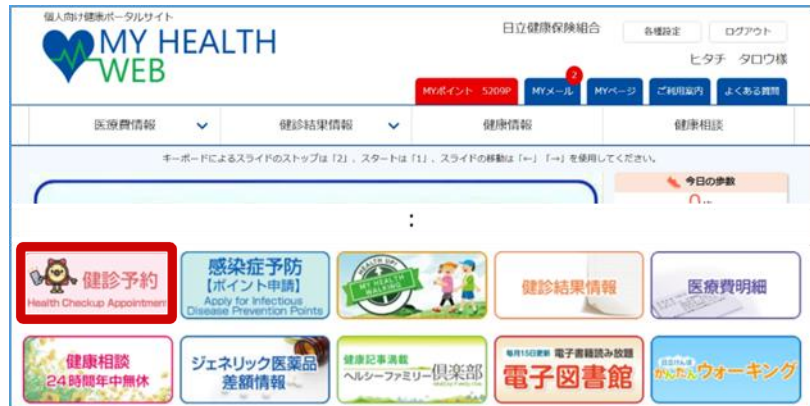 個人向け健康ポータルサイト
MY HEALTH
WEB
日立健康保険組合
各種設定
ログアウト
ヒタチ タロウ様
MYポイント 5209P
MYメール
2
MYページ
ご利用案内
よくある質問
医療費情報
健診結果情報
健康情報
健康相談
キーボードによるスライドのストップは「2」、スタートは「1」、スライドの移動は「←」「→」を使用してください。
今日の歩数
:
健診予約
Health Checkup Appointment
感染症予防
【ポイント申請】
Apply for Infectious
Disease Prevention Points
HEALTH UP!
MY HEALTH
WALKING
健診結果情報
医療費明細
健康相談
24時間年中無休
ジェネリック医薬品
差額情報
健康記事満載
ヘルシーファミリー倶楽部
毎月15日更新 電子書籍読み放題
電子図書館
日立けんぽ
かんたんウォーキング